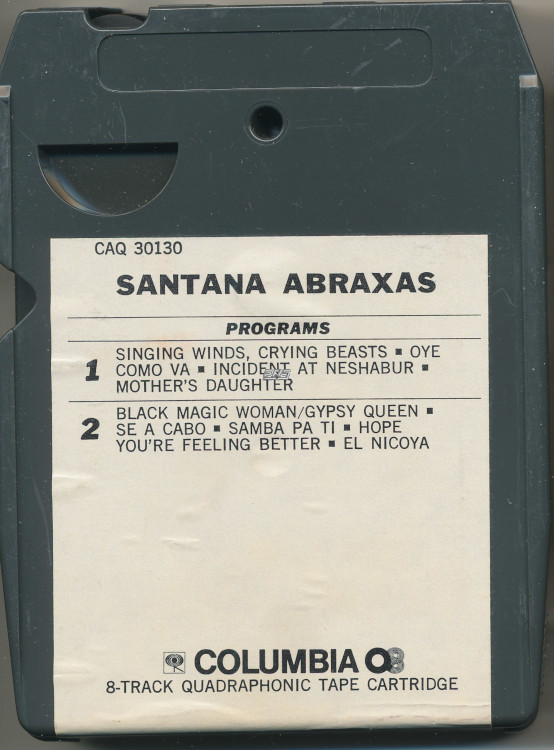 CAQ 30130
SANTANA ABRAXAS
PROGRAMS
1 SINGING WINDS, CRYING BEASTS ▪ OYE
COMO VA ▪ INCIDENT AT NESHABUR ▪
MOTHER'S DAUGHTER
2 BLACK MAGIC WOMAN/GYPSY QUEEN ▪
SE A CABO ▪ SAMBA PA TI ▪ HOPE
YOU'RE FEELING BETTER ▪ EL NICOYA
COLUMBIA Q8
8-TRACK QUADRAPHONIC TAPE CARTRIDGE